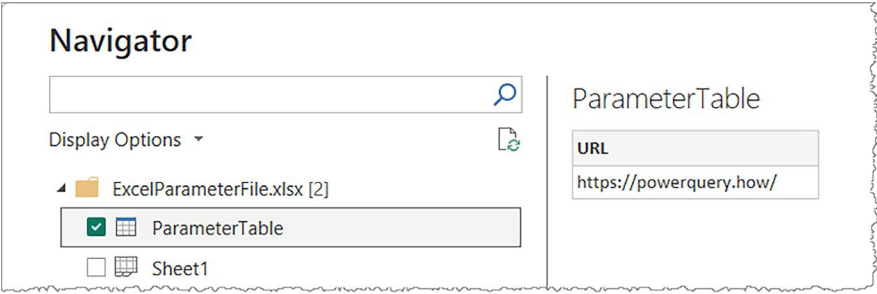 Navigator
Display Options
ExcelParameterFile.xlsx [2]
ParameterTable
Sheet1
ParameterTable
URL
https://powerquery.how/